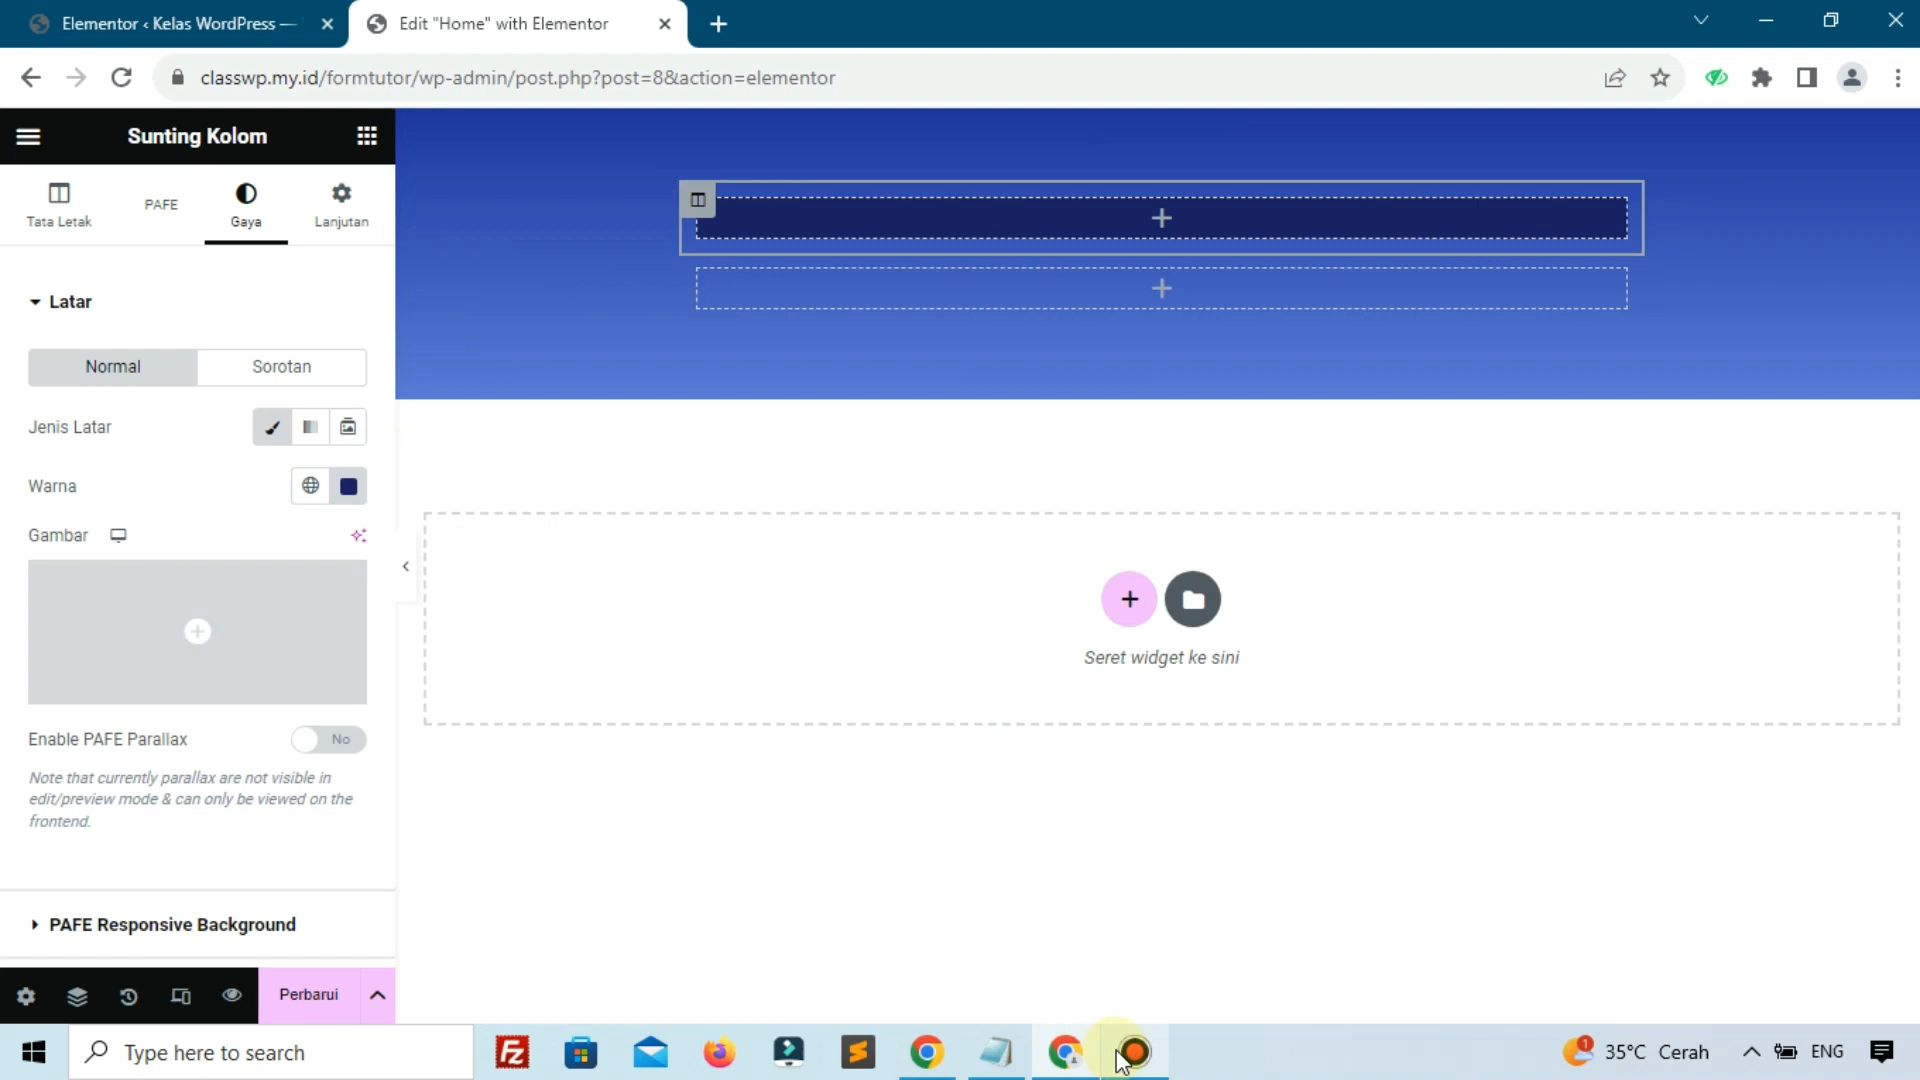 Elementor ‹ Kelas WordPress —
Edit "Home" with Elementor
classwp.my.id/formtutor/wp-admin/post.php?post=8&action=elementor
Sunting Kolom
Tata Letak
PAFE
Gaya
Lanjutan
Latar
Normal
Sorotan
Jenis Latar
Warna
Gambar
Enable PAFE Parallax
No
Note that currently parallax are not visible in
edit/preview mode & can only be viewed on the
frontend.
PAFE Responsive Background
Perbarui
Seret widget ke sini
Type here to search
Fz
1
35°C Cerah
ENG